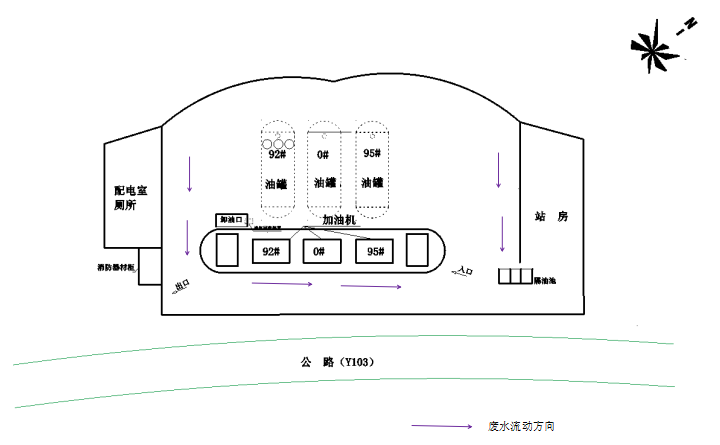 N
92#
0#
95#
油罐
油罐
油罐
配电室
厕所
站 房
卸油口
加油机
92#
0#
95#
消防器材柜
出口
入口
隔油池
公 路（Y103）
废水流动方向